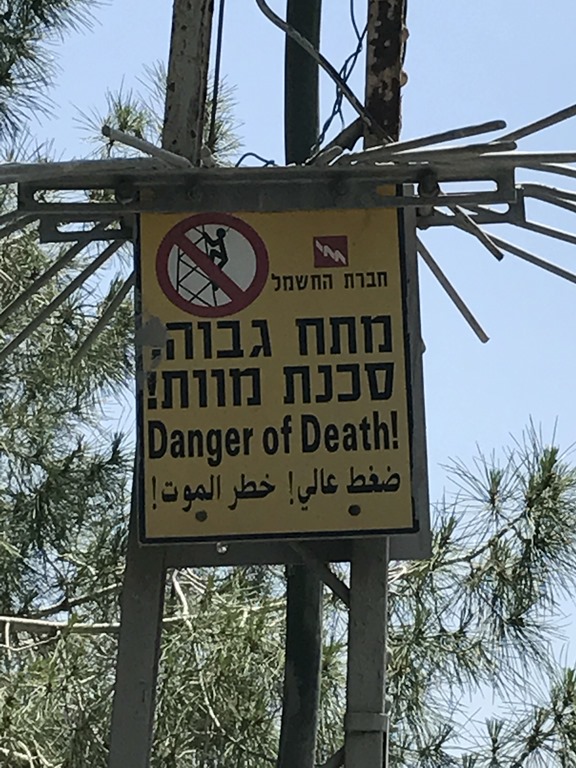 חברת החשמל
מתח גבוה!
סכנת מוות!
Danger of Death!
ضغط عالي! خطر الموت!